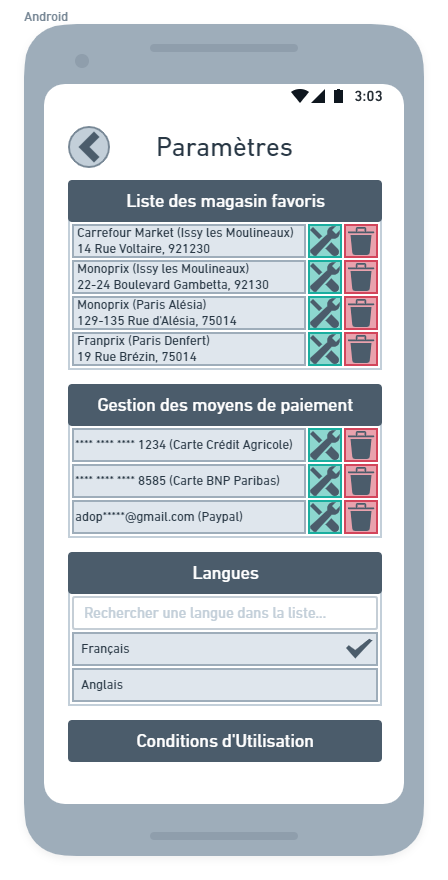 Android
3:03
Paramètres
Liste des magasin favoris
Carrefour Market (Issy les Moulineaux)
14 Rue Voltaire, 921230
Monoprix (Issy les Moulineaux)
22-24 Boulevard Gambetta, 92130
Monoprix (Paris Alésia)
129-135 Rue d'Alésia, 75014
Franprix (Paris Denfert)
19 Rue Brézin, 75014
Gestion des moyens de paiement
**** **** **** 1234 (Carte Crédit Agricole)
**** **** **** 8585 (Carte BNP Paribas)
adop*****@gmail.com (Paypal)
Langues
Rechercher une langue dans la liste...
Français
Anglais
Conditions d'Utilisation